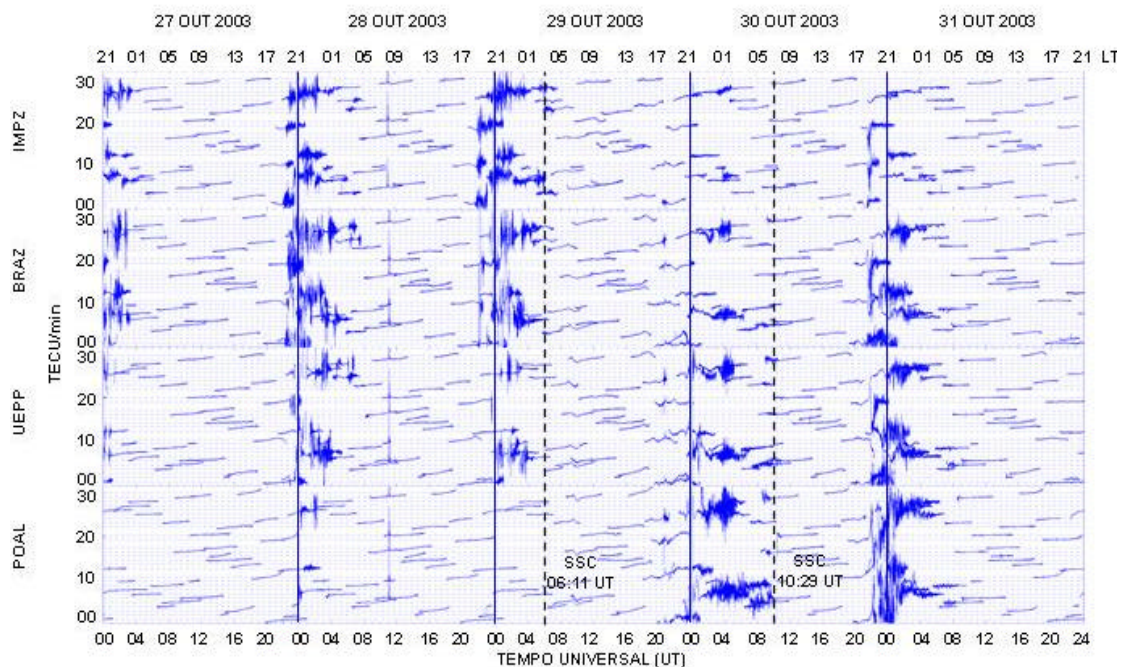 27 OUT 2003 28 OUT 2003 29 OUT 2003 30 OUT 2003 31 OUT 2003
21 01 05 09 13 17 21 01 05 09 13 17 21 01 05 09 13 17 21 01 05 09 13 17 21 01 05 09 13 17 21 LT
IMPZ
30
20
10
00
BRAZ
30
20
10
00
TECU/min
UEPP
30
20
10
00
POAL
30
20
10
00
SSC
06:11 UT
SSC
10:29 UT
00 04 08 12 16 20 00 04 08 12 16 20 00 04 08 12 16 20 00 04 08 12 16 20 00 04 08 12 16 20 24
TEMPO UNIVERSAL (UT)